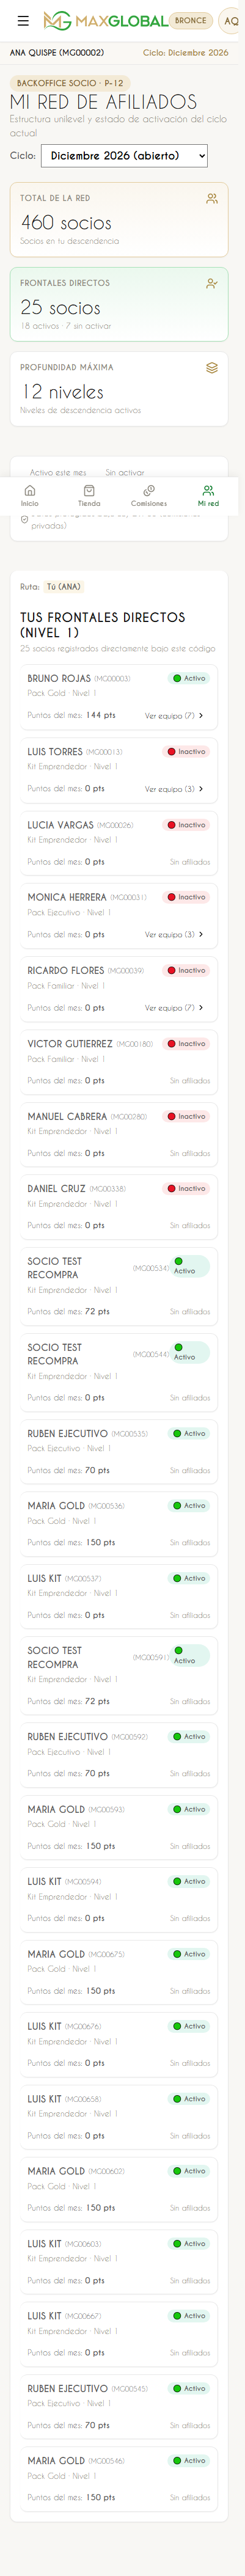 MAXGLOBAL
BRONCE
AQ
ANA QUISPE (MG00002)
Ciclo: Diciembre 2026
BACKOFFICE SOCIO · P-12
MI RED DE AFILIADOS
Estructura unilevel y estado de activación del ciclo
actual
Ciclo:
Diciembre 2026 (abierto)
TOTAL DE LA RED
460 socios
Socios en tu descendencia
FRONTALES DIRECTOS
25 socios
18 activos · 7 sin activar
PROFUNDIDAD MÁXIMA
12 niveles
Niveles de descendencia activos
Activo este mes
Sin activar
Inicio
Tienda
Comisiones
Mi red
privadas)
Ruta: Tú (ANA)
TUS FRONTALES DIRECTOS
(NIVEL 1)
25 socios registrados directamente bajo este código
BRUNO ROJAS (MG00003)
Activo
Pack Gold · Nivel 1
Puntos del mes: 144 pts
Ver equipo (7)
LUIS TORRES (MG00013)
Inactivo
Kit Emprendedor · Nivel 1
Puntos del mes: 0 pts
Ver equipo (3)
LUCIA VARGAS (MG00026)
Inactivo
Kit Emprendedor · Nivel 1
Puntos del mes: 0 pts
Sin afiliados
MONICA HERRERA (MG00031)
Inactivo
Pack Ejecutivo · Nivel 1
Puntos del mes: 0 pts
Ver equipo (3)
RICARDO FLORES (MG00039)
Inactivo
Pack Familiar · Nivel 1
Puntos del mes: 0 pts
Ver equipo (7)
VICTOR GUTIERREZ (MG00180)
Inactivo
Pack Familiar · Nivel 1
Puntos del mes: 0 pts
Sin afiliados
MANUEL CABRERA (MG00280)
Inactivo
Kit Emprendedor · Nivel 1
Puntos del mes: 0 pts
Sin afiliados
DANIEL CRUZ (MG00338)
Inactivo
Kit Emprendedor · Nivel 1
Puntos del mes: 0 pts
Sin afiliados
SOCIO TEST
RECOMPRA
(MG00534)
Activo
Kit Emprendedor · Nivel 1
Puntos del mes: 72 pts
Sin afiliados
SOCIO TEST
RECOMPRA
(MG00544)
Activo
Kit Emprendedor · Nivel 1
Puntos del mes: 0 pts
Sin afiliados
RUBEN EJECUTIVO (MG00535)
Activo
Pack Ejecutivo · Nivel 1
Puntos del mes: 70 pts
Sin afiliados
MARIA GOLD (MG00536)
Activo
Pack Gold · Nivel 1
Puntos del mes: 150 pts
Sin afiliados
LUIS KIT (MG00537)
Activo
Kit Emprendedor · Nivel 1
Puntos del mes: 0 pts
Sin afiliados
SOCIO TEST
RECOMPRA
(MG00591)
Activo
Kit Emprendedor · Nivel 1
Puntos del mes: 72 pts
Sin afiliados
RUBEN EJECUTIVO (MG00592)
Activo
Pack Ejecutivo · Nivel 1
Puntos del mes: 70 pts
Sin afiliados
MARIA GOLD (MG00593)
Activo
Pack Gold · Nivel 1
Puntos del mes: 150 pts
Sin afiliados
LUIS KIT (MG00594)
Activo
Kit Emprendedor · Nivel 1
Puntos del mes: 0 pts
Sin afiliados
MARIA GOLD (MG00675)
Activo
Pack Gold · Nivel 1
Puntos del mes: 150 pts
Sin afiliados
LUIS KIT (MG00676)
Activo
Kit Emprendedor · Nivel 1
Puntos del mes: 0 pts
Sin afiliados
LUIS KIT (MG00658)
Activo
Kit Emprendedor · Nivel 1
Puntos del mes: 0 pts
Sin afiliados
MARIA GOLD (MG00602)
Activo
Pack Gold · Nivel 1
Puntos del mes: 150 pts
Sin afiliados
LUIS KIT (MG00603)
Activo
Kit Emprendedor · Nivel 1
Puntos del mes: 0 pts
Sin afiliados
LUIS KIT (MG00667)
Activo
Kit Emprendedor · Nivel 1
Puntos del mes: 0 pts
Sin afiliados
RUBEN EJECUTIVO (MG00545)
Activo
Pack Ejecutivo · Nivel 1
Puntos del mes: 70 pts
Sin afiliados
MARIA GOLD (MG00546)
Activo
Pack Gold · Nivel 1
Puntos del mes: 150 pts
Sin afiliados